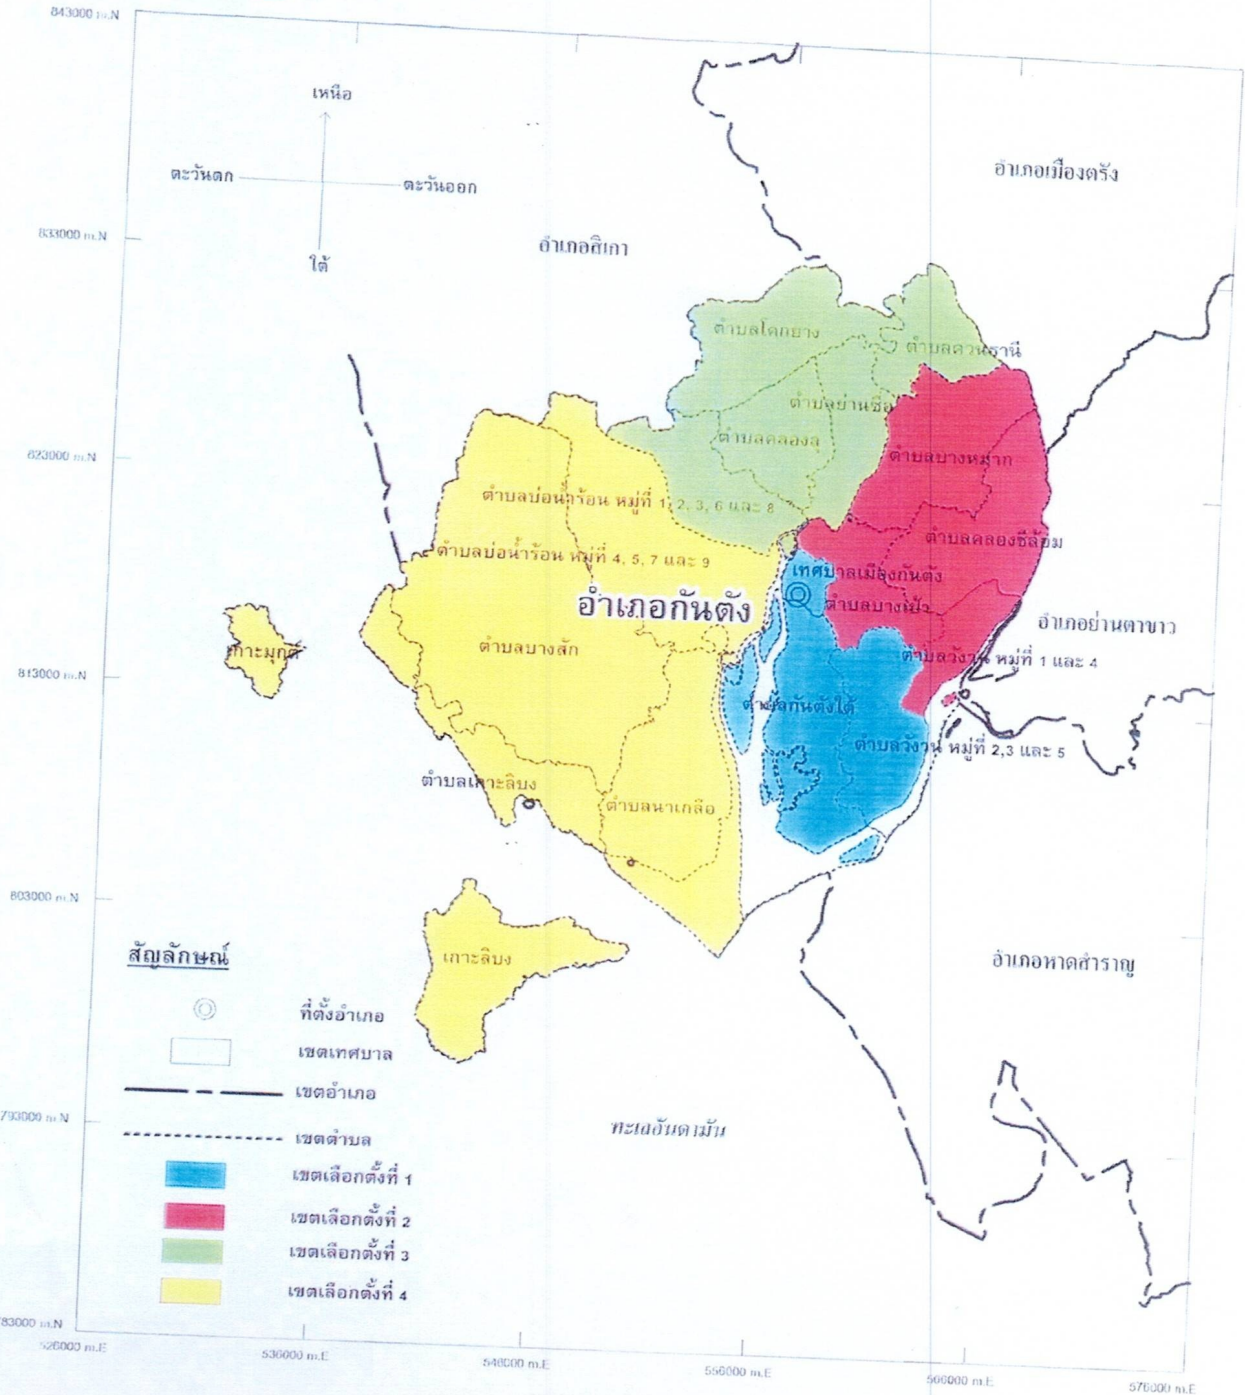 843000 m.N
เหนือ
ตะวันตก
ตะวันออก
ใต้
833000 m.N
อำเภอเมืองตรัง
อำเภอสิเกา
ตำบลโคกยาง
ตำบลควนธานี
ตำบลย่านซื่อ
ตำบลคลองลุ
823000 m.N
ตำบลบางหมาก
ตำบลบ่อน้ำร้อน หมู่ที่ 1, 2, 3, 6 และ 8
ตำบลคลองชีล้อม
ตำบลบ่อน้ำร้อน หมู่ที่ 4, 5, 7 และ 9
เทศบาลเมืองกันตัง
อำเภอกันตัง
ตำบลบางเป้า
อำเภอย่านตาขาว
เกาะมุกด์
ตำบลบางสัก
ตำบลวังวน หมู่ที่ 1 และ 4
813000 m.N
ตำบลกันตังใต้
ตำบลวังวน หมู่ที่ 2,3 และ 5
ตำบลเกาะลิบง
ตำบลนาเกลือ
803000 m.N
เกาะลิบง
อำเภอหาดสำราญ
สัญลักษณ์
ที่ตั้งอำเภอ
เขตเทศบาล
เขตอำเภอ
793000 m.N
เขตตำบล
ทะเลอันดามัน
เขตเลือกตั้งที่ 1
เขตเลือกตั้งที่ 2
เขตเลือกตั้งที่ 3
เขตเลือกตั้งที่ 4
783000 m.N
526000 m.E
536000 m.E
546000 m.E
556000 m.E
566000 m.E
576000 m.E